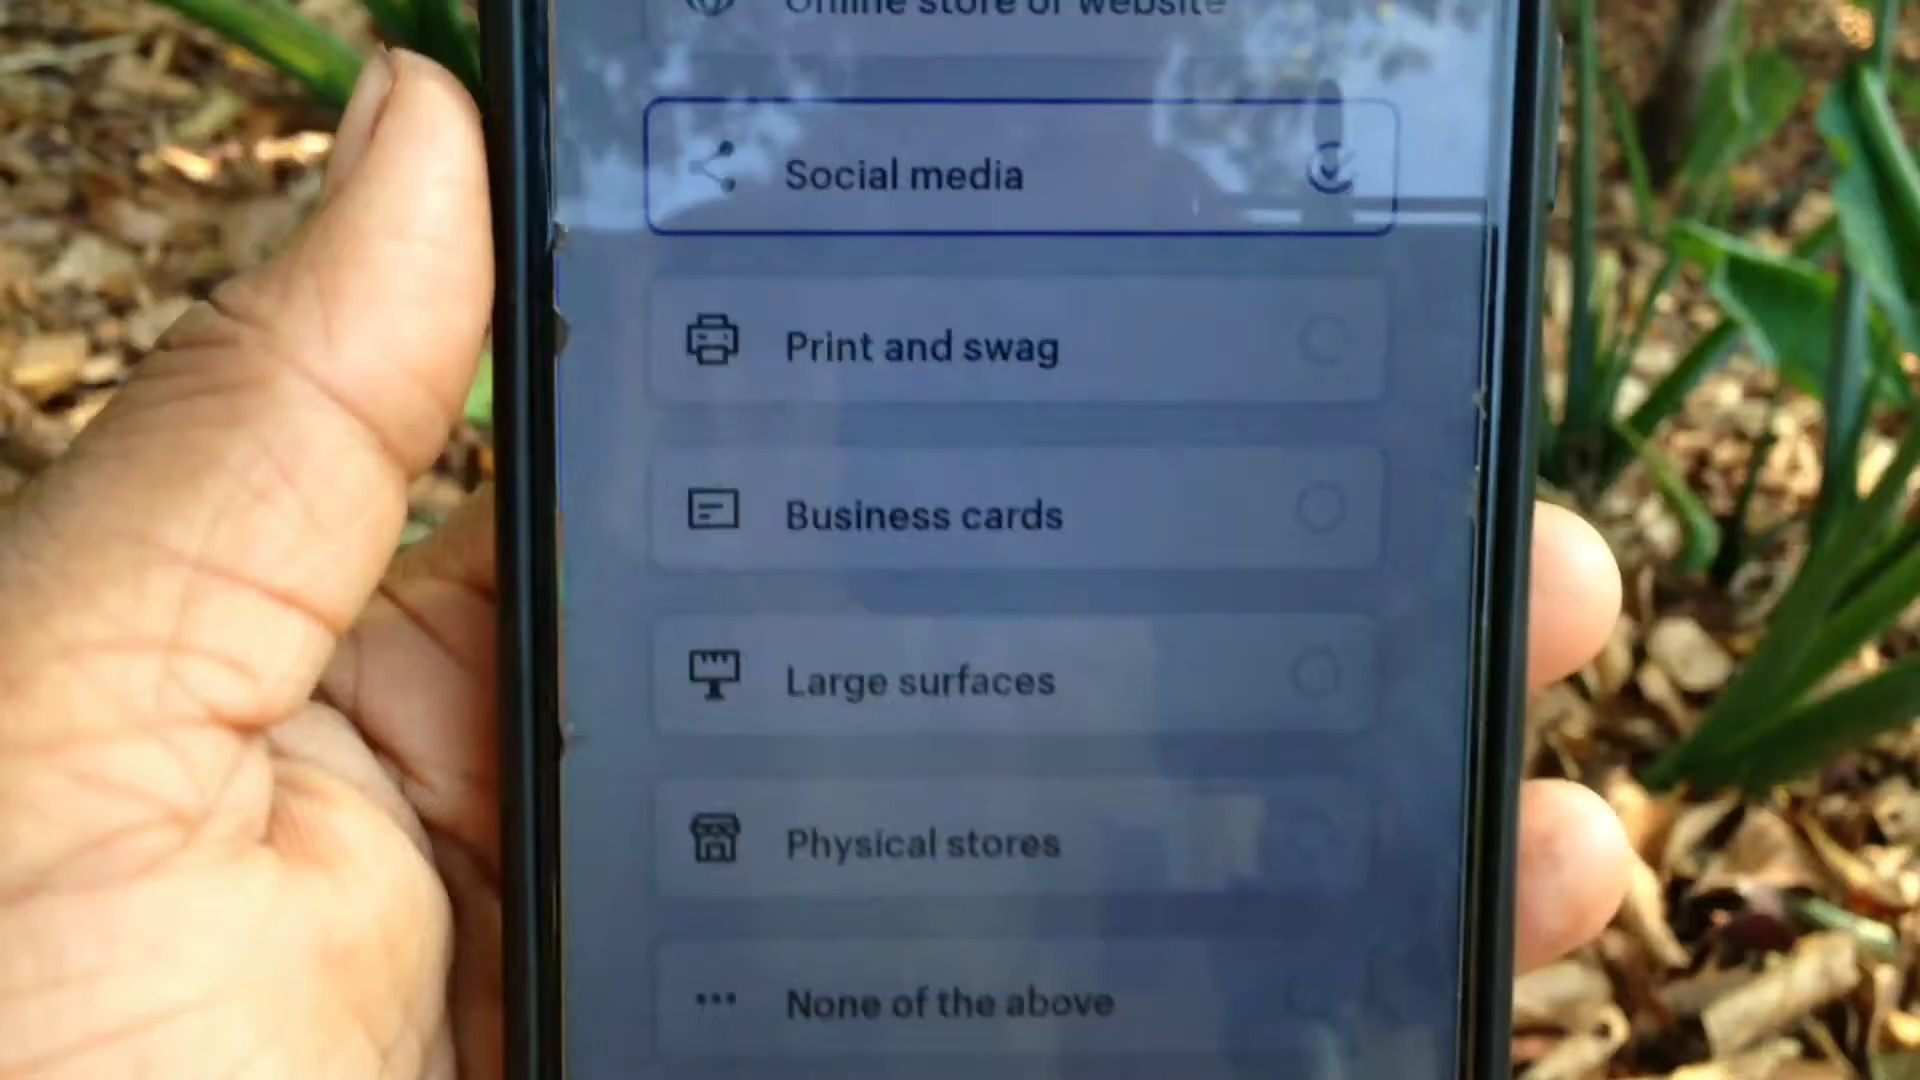 Online store or website
Social media
Print and swag
Business cards
Large surfaces
Physical stores
None of the above